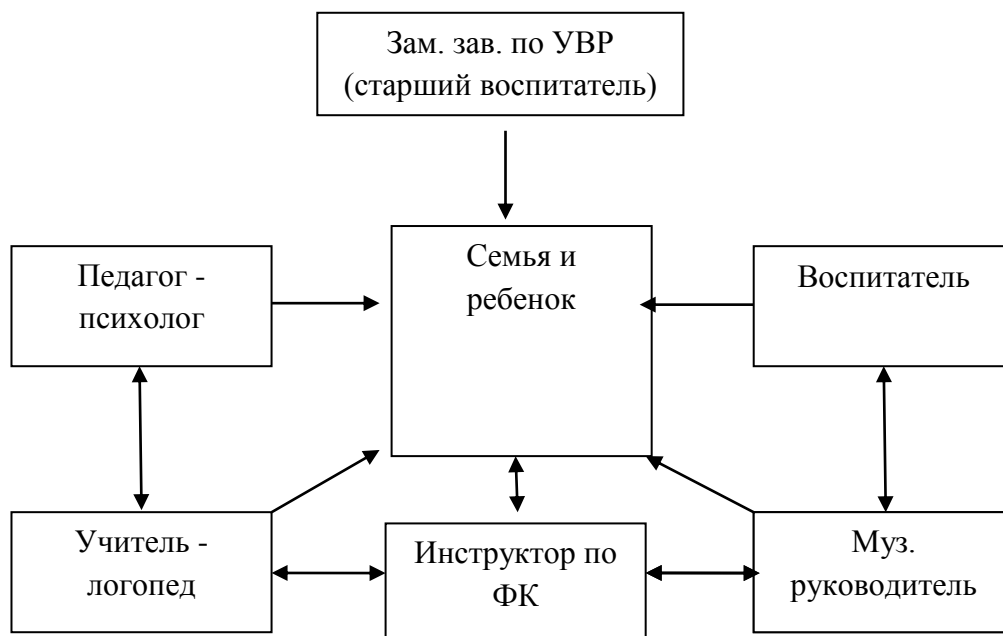 Зам. зав. по УВР
(старший воспитатель)
Семья и
ребенок
Педагог -
психолог
Воспитатель
Учитель -
логопед
Инструктор по
ФК
Муз.
руководитель